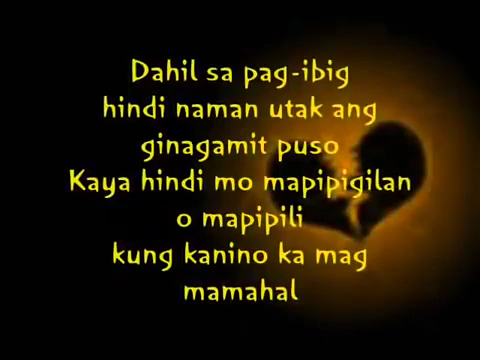 Dahil sa pag-ibig
hindi naman utak ang
ginagamit puso
Kaya hindi mo mapipigilan
o mapipili
kung kanino ka mag
mamahal